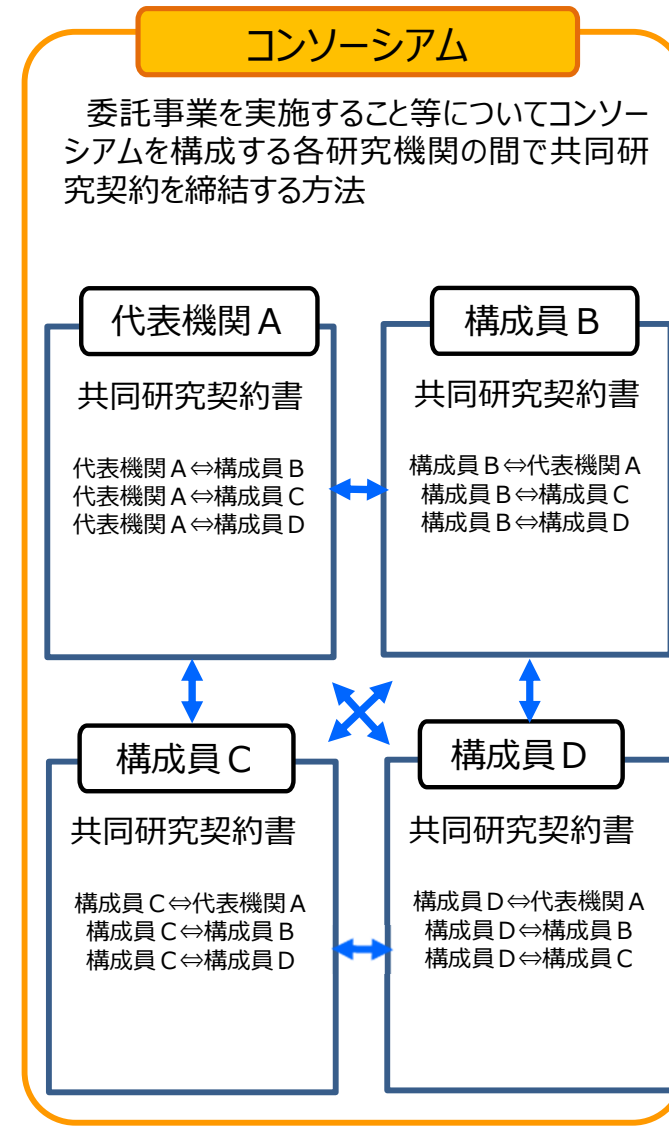 コンソーシアム
委託事業を実施すること等についてコンソー
シアムを構成する各研究機関の間で共同研
究契約を締結する方法
代表機関A
共同研究契約書
代表機関A⇔構成員B
代表機関A⇔構成員C
代表機関A⇔構成員D
構成員B
共同研究契約書
構成員B⇔代表機関A
構成員B⇔構成員C
構成員B⇔構成員D
構成員C
共同研究契約書
構成員C⇔代表機関A
構成員C⇔構成員B
構成員C⇔構成員D
構成員D
共同研究契約書
構成員D⇔代表機関A
構成員D⇔構成員B
構成員D⇔構成員C